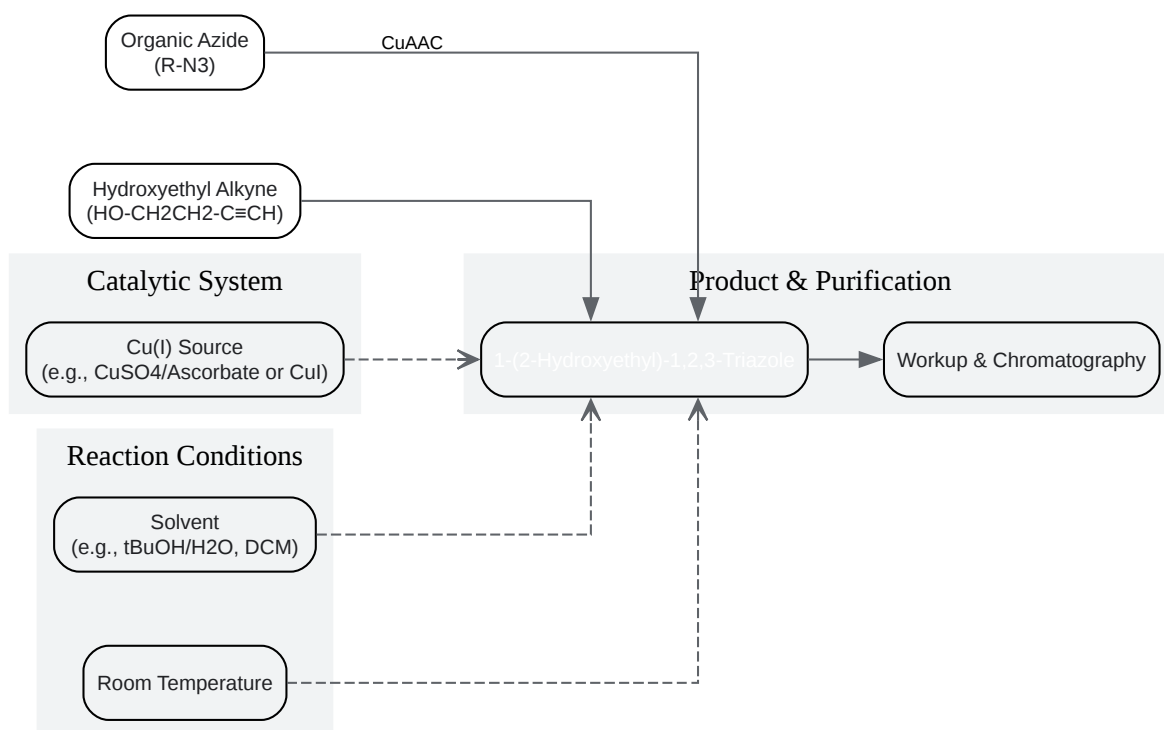 Organic Azide
(R-N3)
CuAAC
Hydroxyethyl Alkyne
(HO-CH2CH2-C≡CH)
Catalytic System
Cu(I) Source
(e.g., CuSO4/Ascorbate or CuI)
Product & Purification
1-(2-Hydroxyethyl)-1,2,3-Triazole
Workup & Chromatography
Reaction Conditions
Solvent
(e.g., tBuOH/H2O, DCM)
Room Temperature